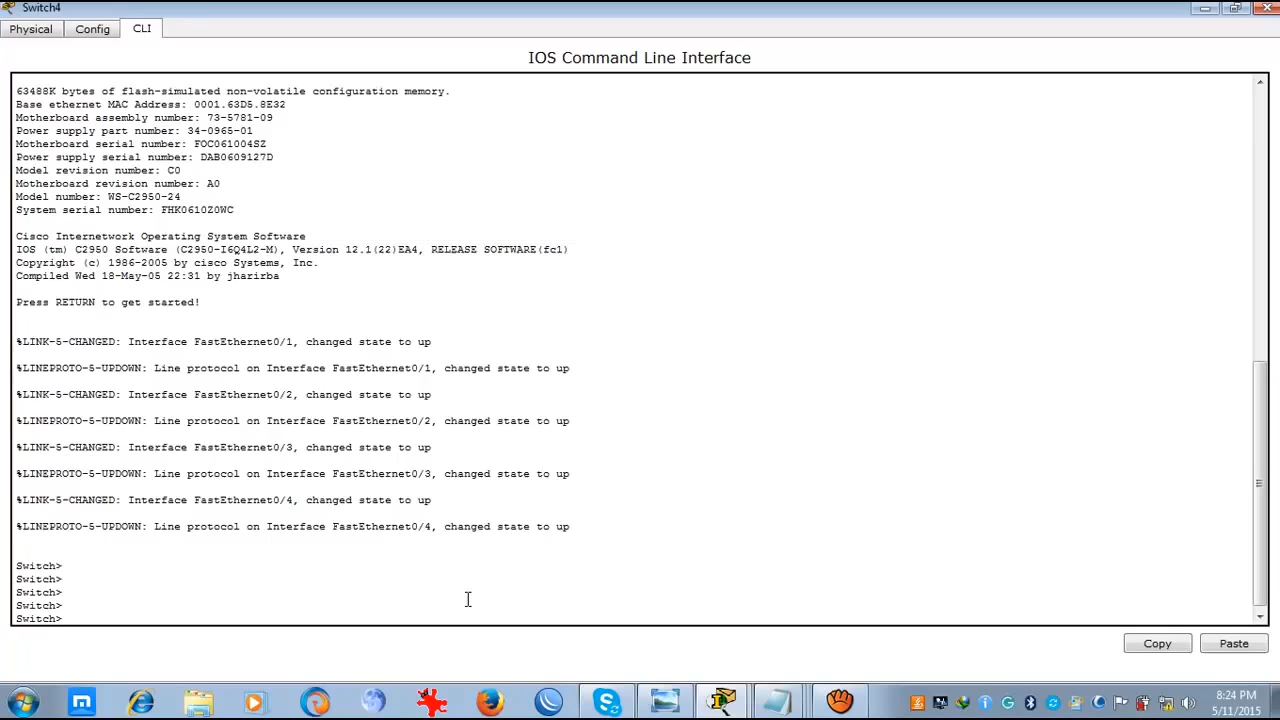 Switch4
Physical
Config
CLI
IOS Command Line Interface
63488K bytes of flash-simulated non-volatile configuration memory.
Base ethernet MAC Address: 0001.63D5.8E32
Motherboard assembly number: 73-5781-09
Power supply part number: 34-0965-01
Motherboard serial number: FOC061004SZ
Power supply serial number: DAB0609127D
Model revision number: C0
Motherboard revision number: A0
Model number: WS-C2950-24
System serial number: FHK0610Z0WC
Cisco Internetwork Operating System Software
IOS (tm) C2950 Software (C2950-I6Q4L2-M), Version 12.1(22)EA4, RELEASE SOFTWARE(fc1)
Copyright (c) 1986-2005 by cisco Systems, Inc.
Compiled Wed 18-May-05 22:31 by jharirba
Press RETURN to get started!
%LINK-5-CHANGED: Interface FastEthernet0/1, changed state to up
%LINEPROTO-5-UPDOWN: Line protocol on Interface FastEthernet0/1, changed state to up
%LINK-5-CHANGED: Interface FastEthernet0/2, changed state to up
%LINEPROTO-5-UPDOWN: Line protocol on Interface FastEthernet0/2, changed state to up
%LINK-5-CHANGED: Interface FastEthernet0/3, changed state to up
%LINEPROTO-5-UPDOWN: Line protocol on Interface FastEthernet0/3, changed state to up
%LINK-5-CHANGED: Interface FastEthernet0/4, changed state to up
%LINEPROTO-5-UPDOWN: Line protocol on Interface FastEthernet0/4, changed state to up
Switch>
Switch>
Switch>
Switch>
Switch>
Copy
Paste
8:24 PM
5/11/2015